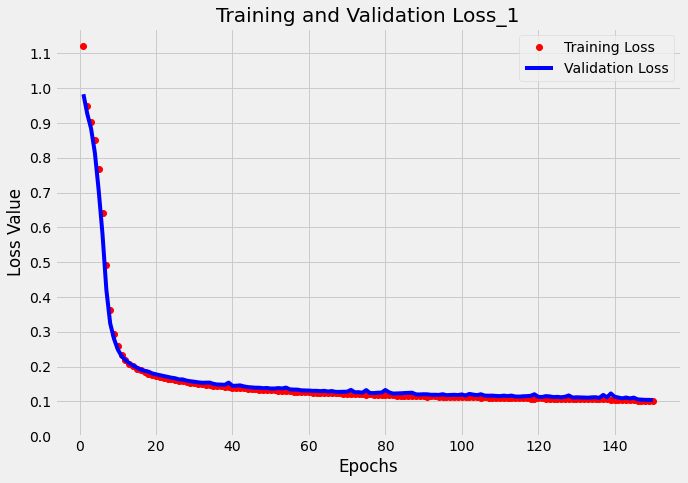 Training and Validation Loss_1
Training Loss
Validation Loss
Loss Value
1.1
1.0
0.9
0.8
0.7
0.6
0.5
0.4
0.3
0.2
0.1
0.0
0 20 40 60 80 100 120 140
Epochs